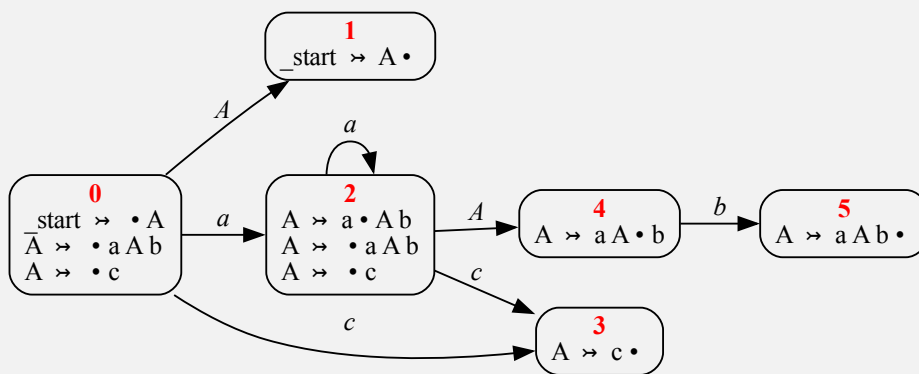 1
_start ↣ A •
A
a
0
_start ↣ • A
A ↣ • a A b
A ↣ • c
a
2
A ↣ a • A b
A ↣ • a A b
A ↣ • c
A
4
A ↣ a A • b
b
5
A ↣ a A b •
c
c
3
A ↣ c •